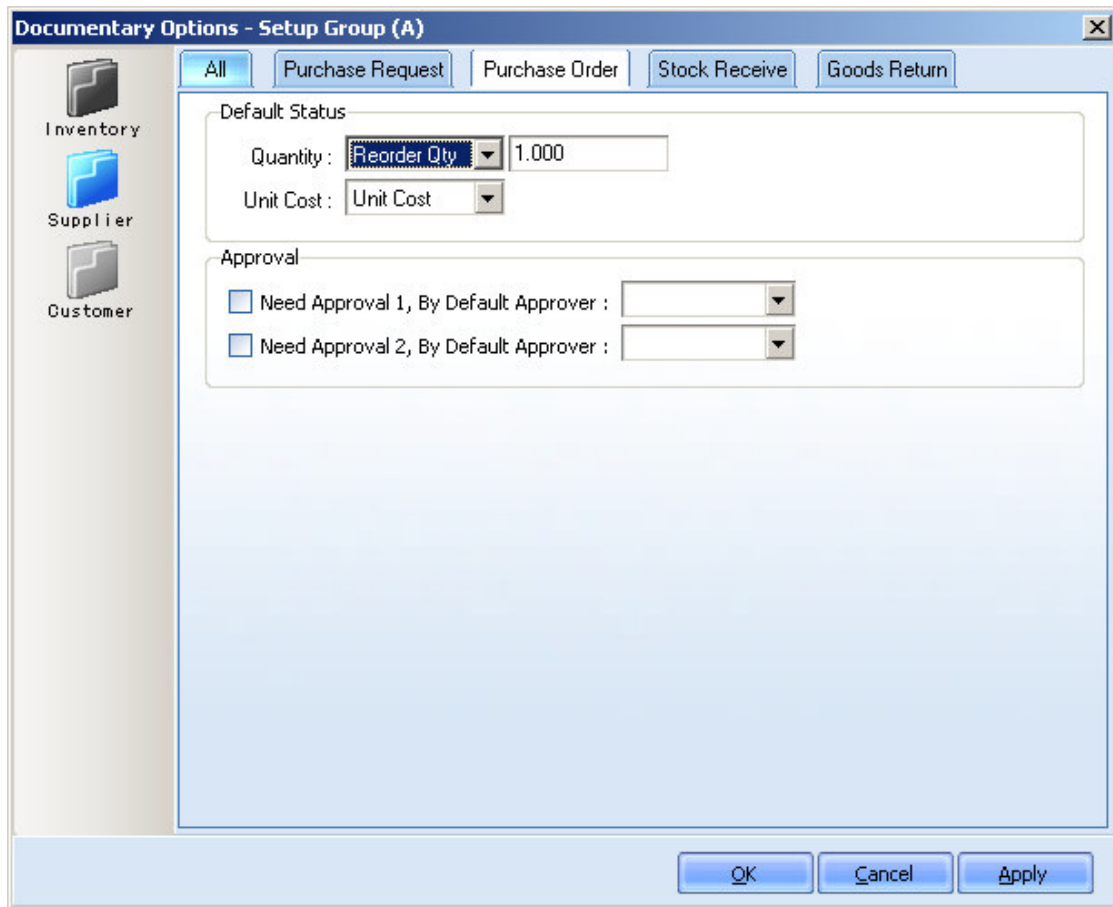 Documentary Options - Setup Group (A)
Inventory
Supplier
Customer
All Purchase Request Purchase Order Stock Receive Goods Return
Default Status
Quantity : Reorder Qty 1.000
Unit Cost : Unit Cost
Approval
Need Approval 1, By Default Approver :
Need Approval 2, By Default Approver :
OK Cancel Apply